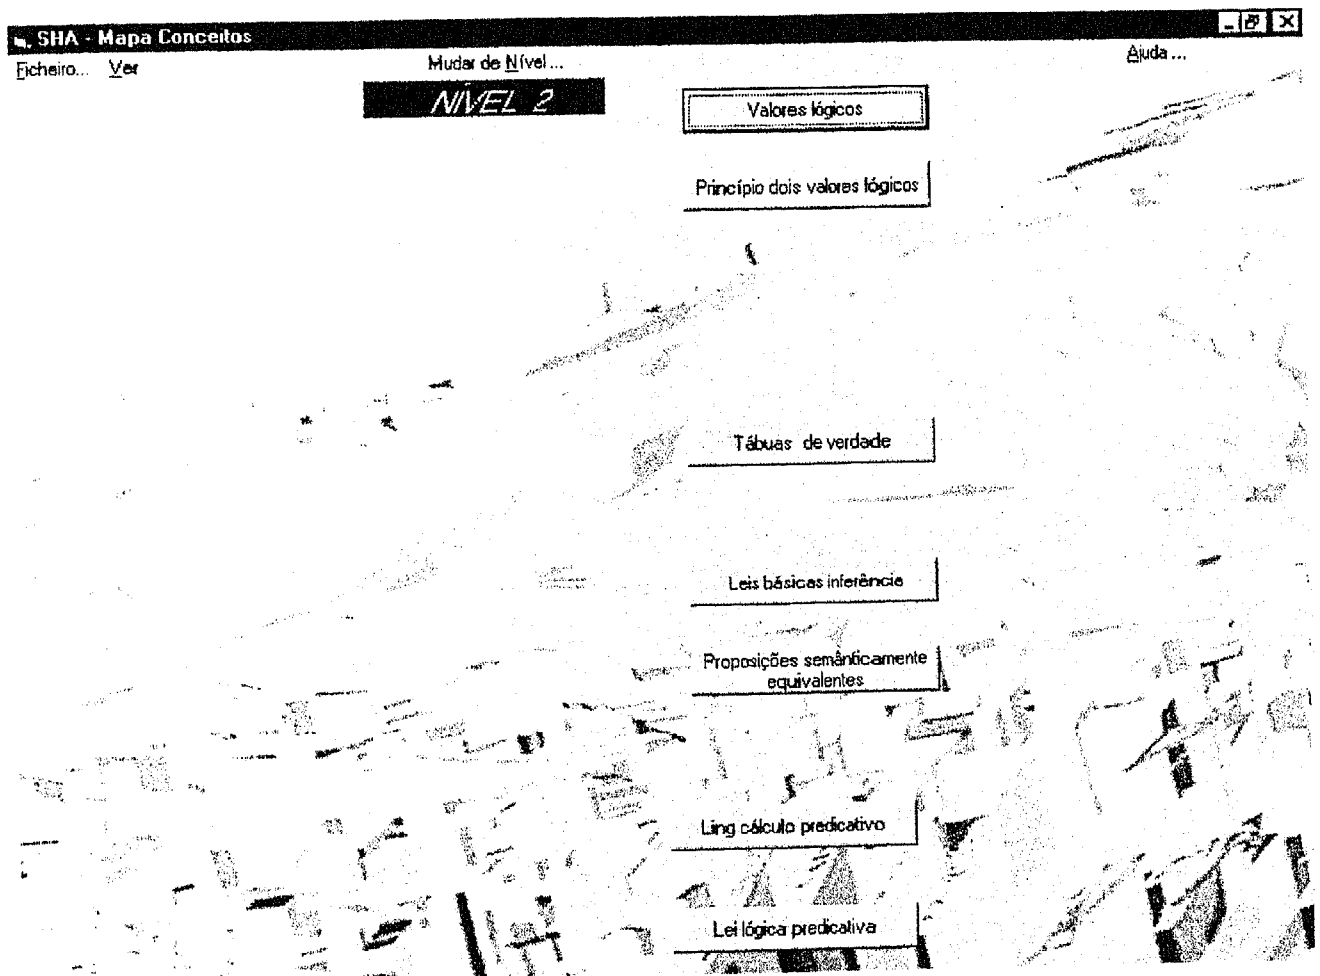 SHA - Mapa Conceitos
Ficheiro... Ver Mudar de Nível ... Ajuda ...
NÍVEL 2
Valores lógicos
Princípio dois valores lógicos
Tábuas de verdade
Leis básicas inferência
Proposições semânticamente
equivalentes
Ling cálculo predicativo
Lei lógica predicativa